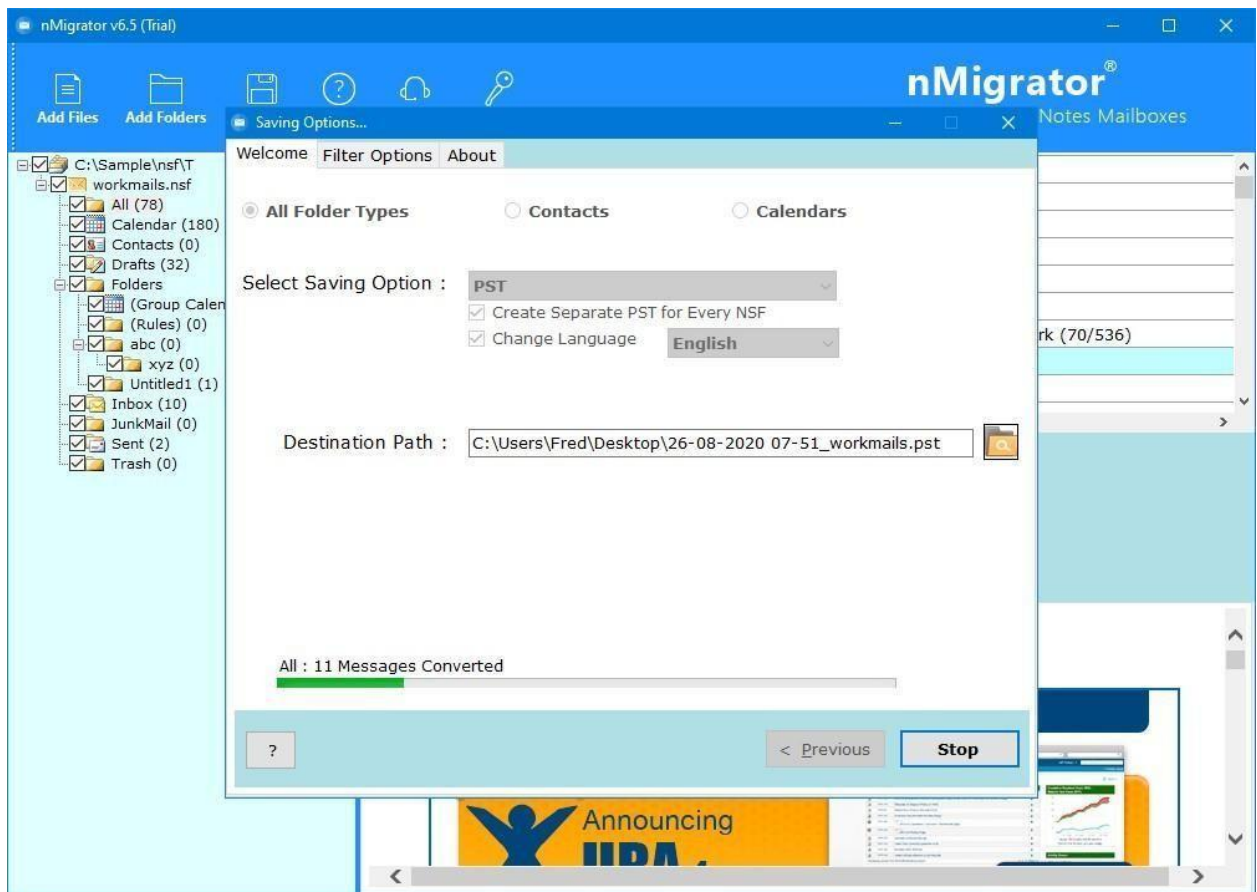 nMigrator v6.5 (Trial)
Add Files
Add Folders
nMigrator®
Notes Mailboxes
C:\Sample\nsf\T
workmails.nsf
All (78)
Calendar (180)
Contacts (0)
Drafts (32)
Folders
(Group Calen
(Rules) (0)
abc (0)
xyz (0)
Untitled1 (1)
Inbox (10)
JunkMail (0)
Sent (2)
Trash (0)
Saving Options...
Welcome Filter Options About
All Folder Types Contacts Calendars
Select Saving Option : PST
Create Separate PST for Every NSF
Change Language English
Destination Path : C:\Users\Fred\Desktop\26-08-2020 07-51_workmails.pst
All : 11 Messages Converted
? < Previous Stop
rk (70/536)
Announcing